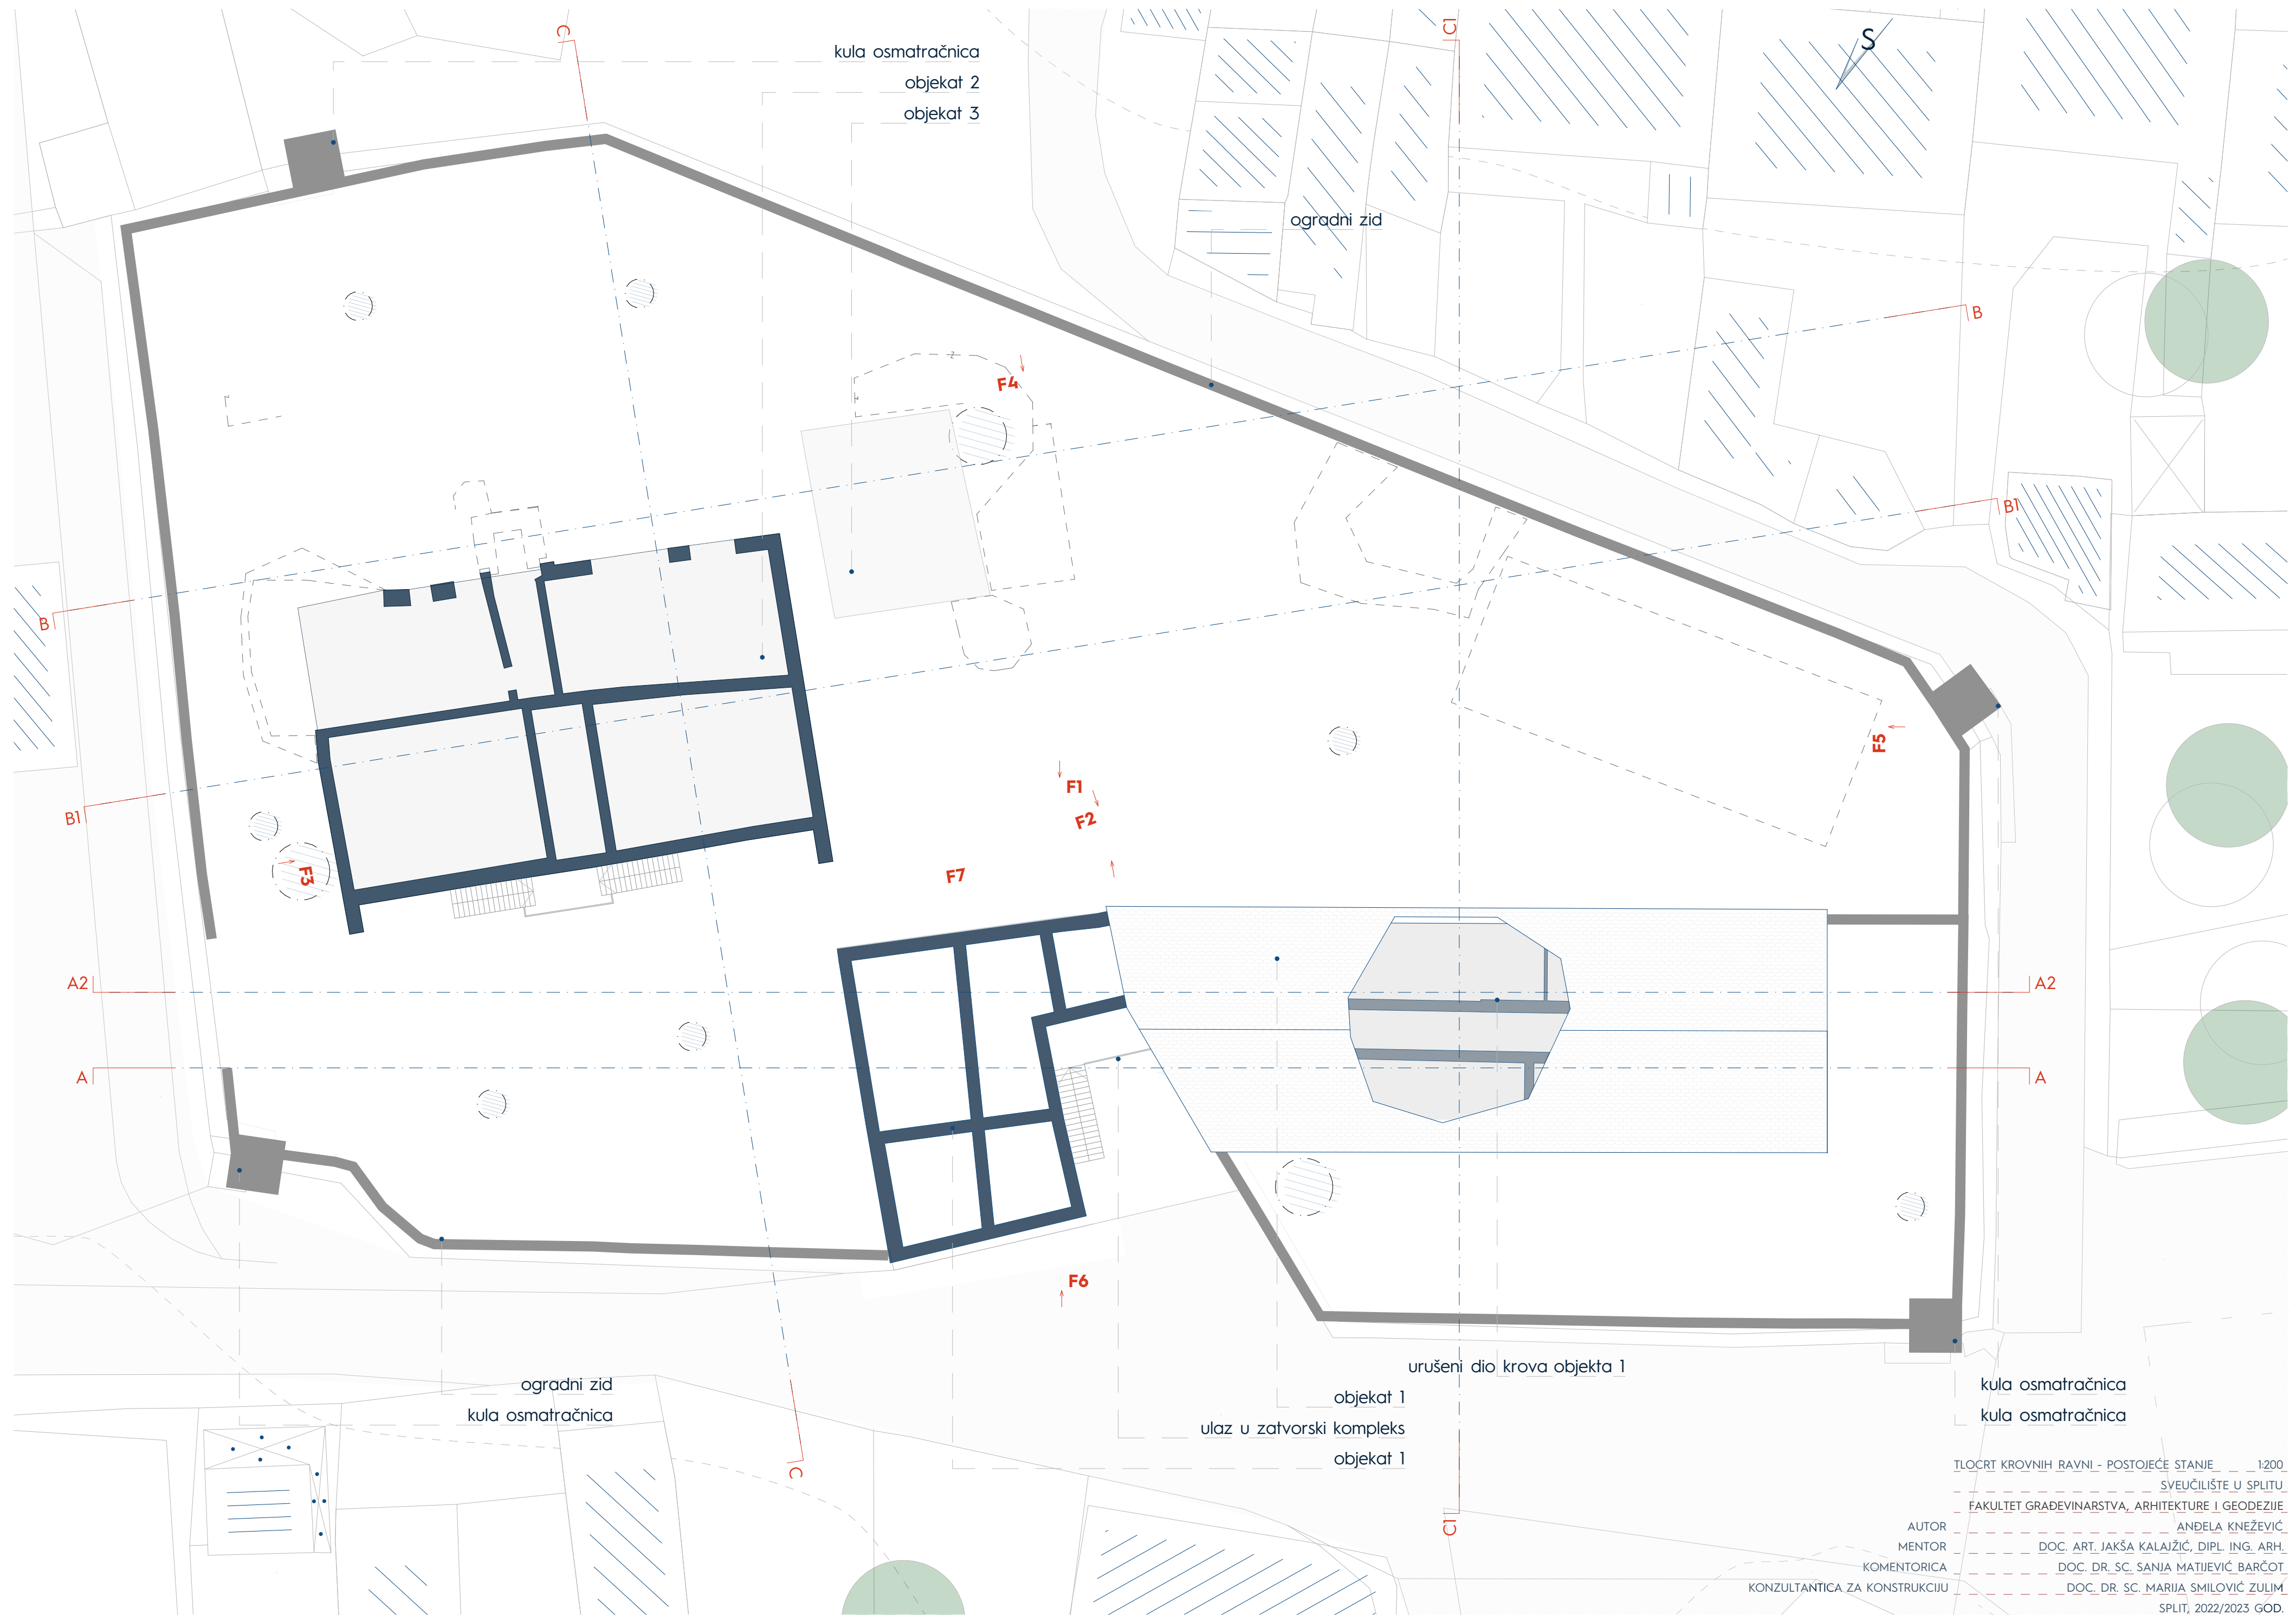 C
C1
S
kula osmatračnica
objekat 2
objekat 3
ogradni zid
B
F4
B1
B
F5
B1
F1
F2
F3
F7
A2
A2
A
A
F6
urušeni dio krova objekta 1
ogradni zid
kula osmatračnica
objekat 1
ulaz u zatvorski kompleks
objekat 1
kula osmatračnica
kula osmatračnica
C
C1
TLOCRT KROVNIH RAVNI - POSTOJEĆE STANJE 1:200
SVEUČILIŠTE U SPLITU
FAKULTET GRAĐEVINARSTVA, ARHITEKTURE I GEODEZIJE
AUTOR ANĐELA KNEŽEVIĆ
MENTOR DOC. ART. JAKŠA KALAJŽIĆ, DIPL. ING. ARH.
KOMENTORICA DOC. DR. SC. SANJA MATIJEVIĆ BARČOT
KONZULTANTICA ZA KONSTRUKCIJU DOC. DR. SC. MARIJA SMILOVIĆ ZULIM
SPLIT, 2022/2023 GOD.